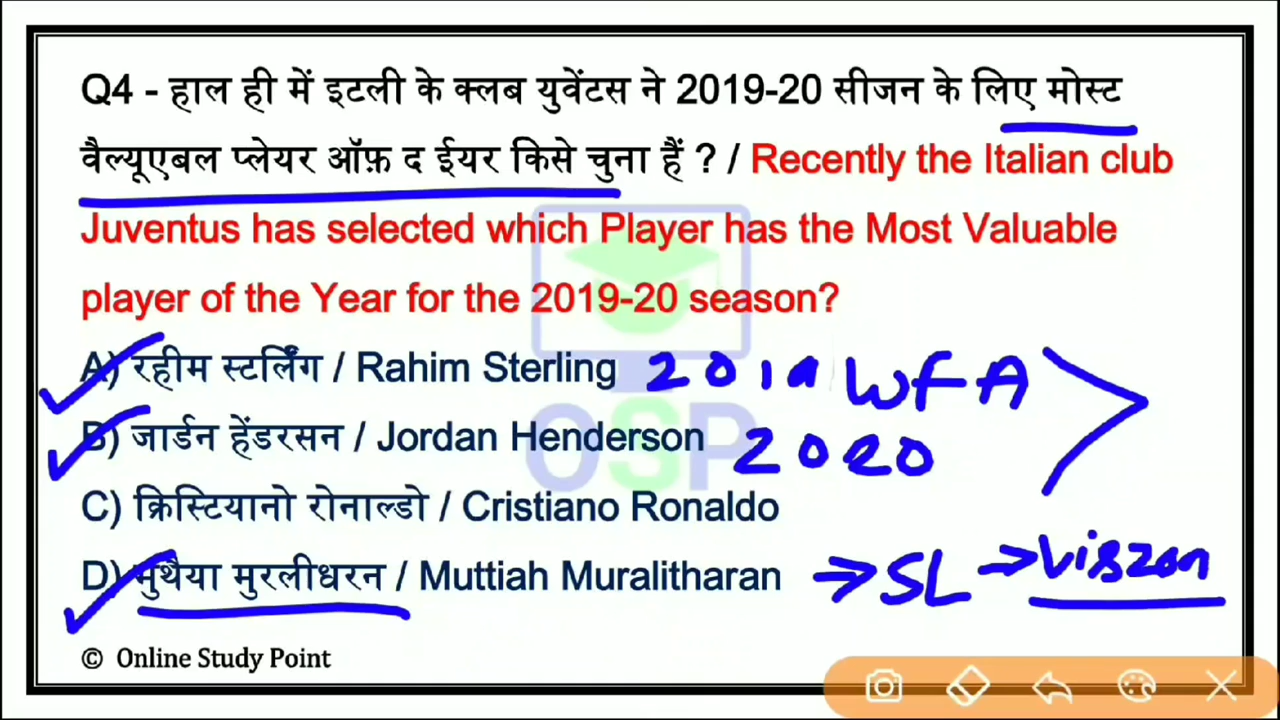 Q4 - हाल ही में इटली के क्लब युवेंटस ने 2019-20 सीजन के लिए मोस्ट
वैल्यूएबल प्लेयर ऑफ़ द ईयर किसे चुना हैं ? / Recently the Italian club
Juventus has selected which Player has the Most Valuable
player of the Year for the 2019-20 season?
A) रहीम स्टर्लिंग / Rahim Sterling 2019 WFA
B) जार्डन हेंडरसन / Jordan Henderson 2020
C) क्रिस्टियानो रोनाल्डो / Cristiano Ronaldo
D) मुथैया मुरलीधरन / Muttiah Muralitharan → SL →
OSP
© Online Study Point